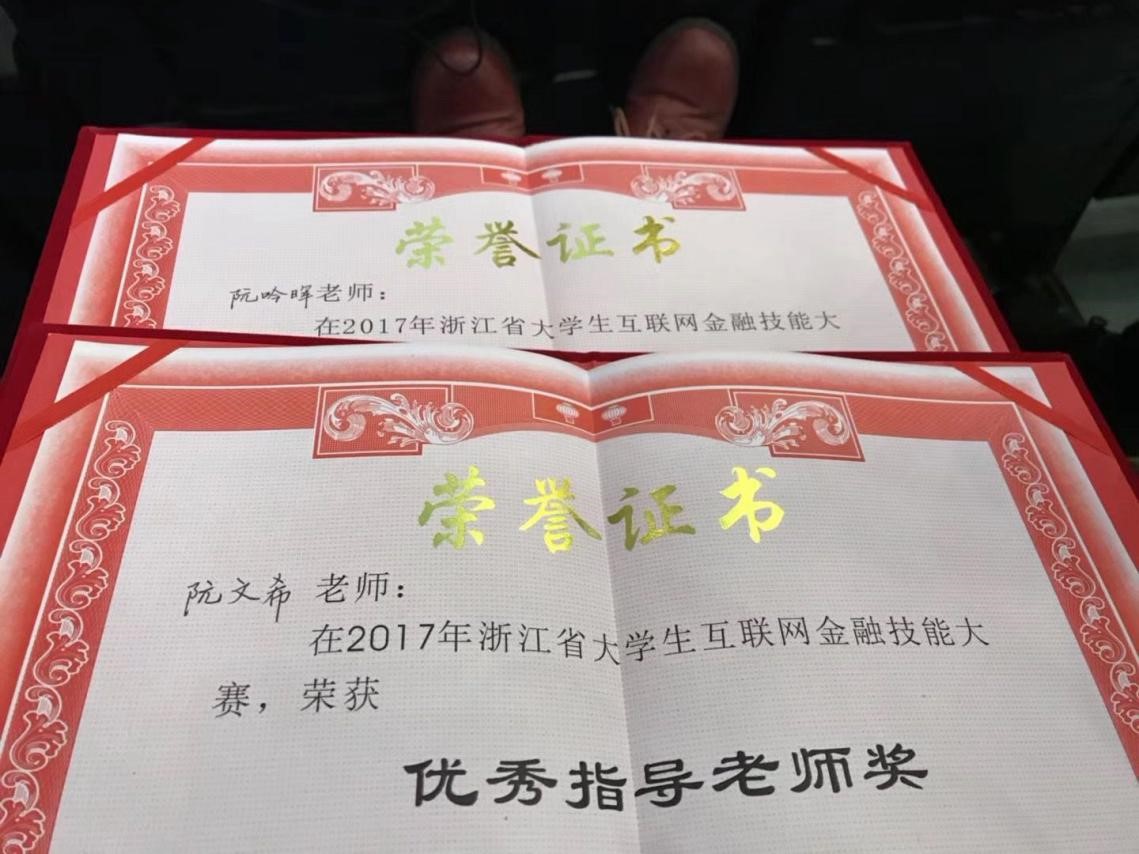 荣誉证书
阮吟晖老师：
在2017年浙江省大学生互联网金融技能大
荣誉证书
阮文希 老师：
在2017年浙江省大学生互联网金融技能大
赛，荣获
优秀指导老师奖